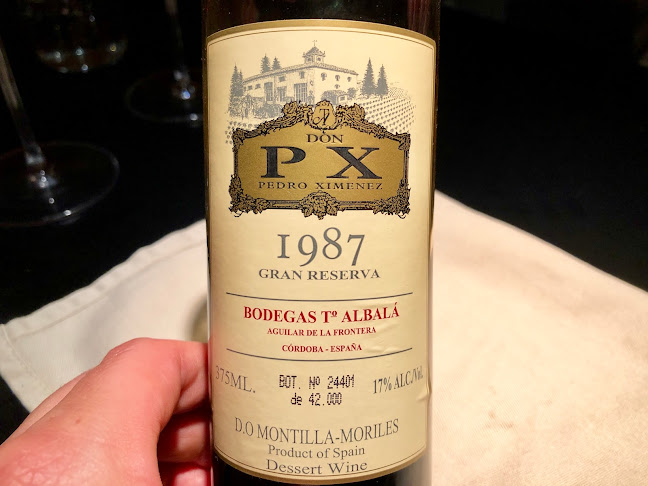 DON
PX
PEDRO XIMENEZ
1987
GRAN RESERVA
BODEGAS Tº ALBALÁ
AGUILAR DE LA FRONTERA
CÓRDOBA - ESPAÑA
375ML. BOT. Nº 24401 17% ALC./Vol.
de 42.000
D.O MONTILLA-MORILES
Product of Spain
Dessert Wine